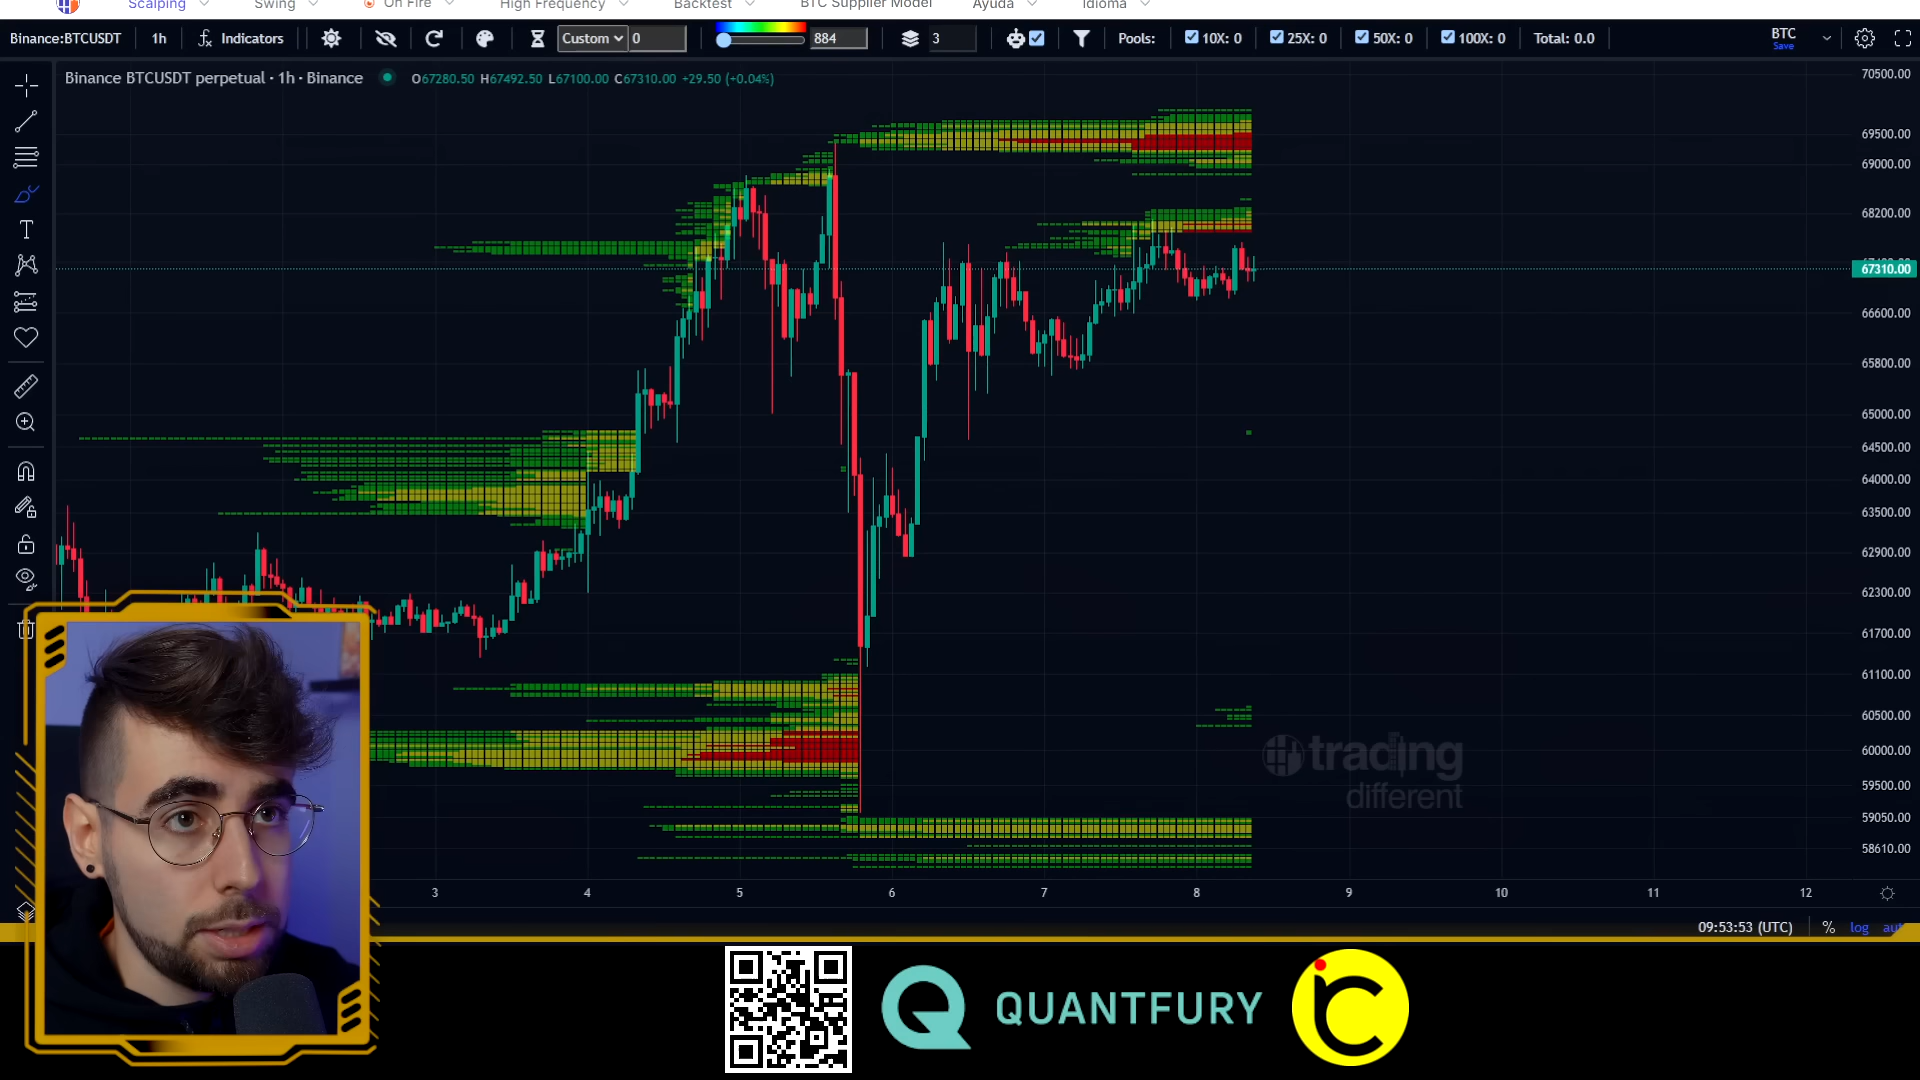 Scalping Swing On Fire High Frequency Backtest BTC Supplier Model Ayuda Idioma
Binance:BTCUSDT 1h Indicators Custom 0 884 3 Pools: 10X: 0 25X: 0 50X: 0 100X: 0 Total: 0.0 BTC
Save
Binance BTCUSDT perpetual · 1h · Binance O67280.50 H67492.50 L67100.00 C67310.00 +29.50 (+0.04%)
70500.00
69500.00
69000.00
68200.00
67310.00
66600.00
65800.00
65000.00
64500.00
64000.00
63500.00
62900.00
62300.00
61700.00
61100.00
60500.00
60000.00
59500.00
59050.00
58610.00
trading
different
3 4 5 6 7 8 9 10 11 12
09:53:53 (UTC) % log
QUANTFURY